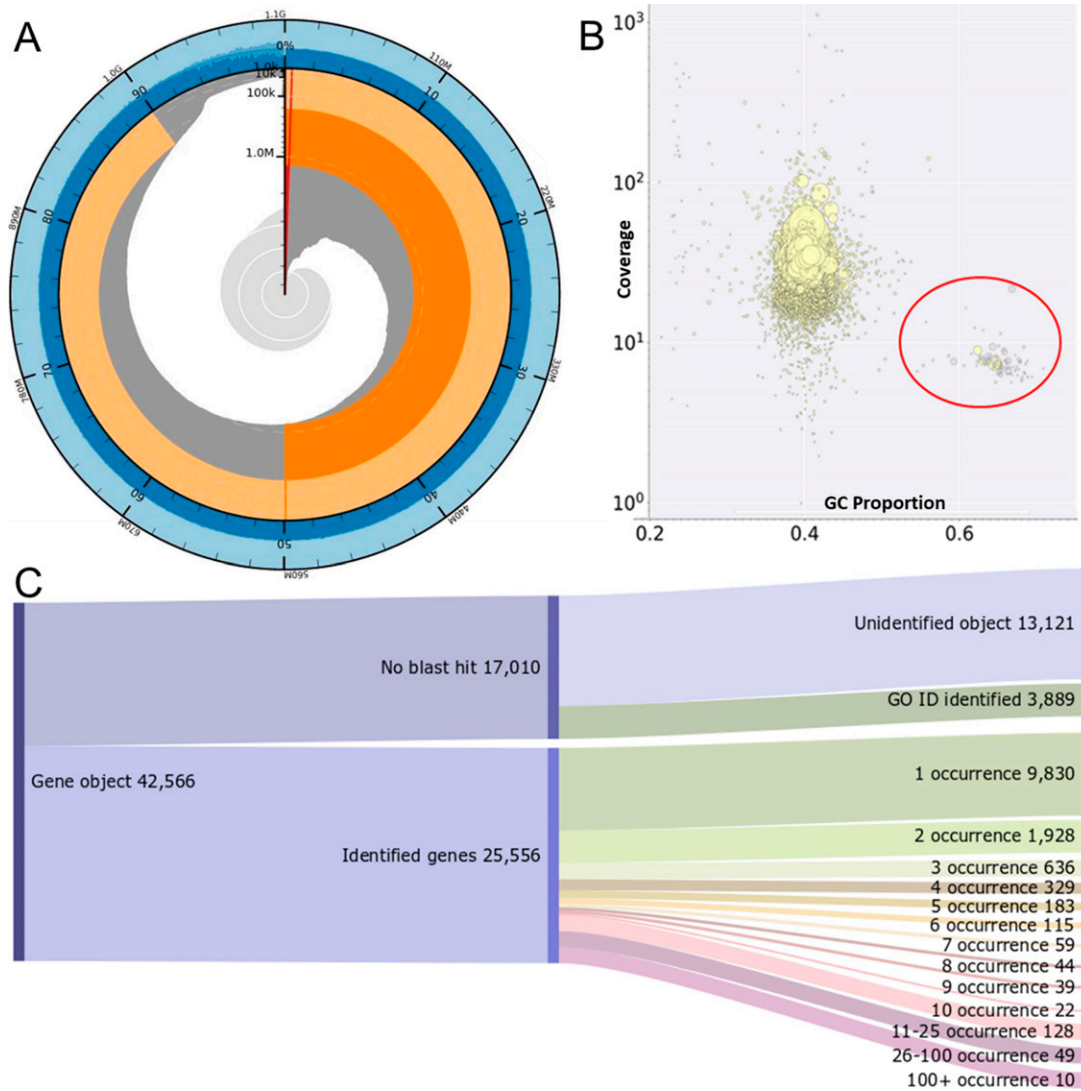 A
1.1G
0%
1.0k
10k
100k
1.0M
110M
10
220M
20
330M
30
440M
40
560M
50
670M
60
780M
70
890M
80
1.0G
90
B
10³
10²
10¹
10⁰
Coverage
GC Proportion
0.2 0.4 0.6
C
Gene object 42,566
No blast hit 17,010
Identified genes 25,556
Unidentified object 13,121
GO ID identified 3,889
1 occurrence 9,830
2 occurrence 1,928
3 occurrence 636
4 occurrence 329
5 occurrence 183
6 occurrence 115
7 occurrence 59
8 occurrence 44
9 occurrence 39
10 occurrence 22
11-25 occurrence 128
26-100 occurrence 49
100+ occurrence 10